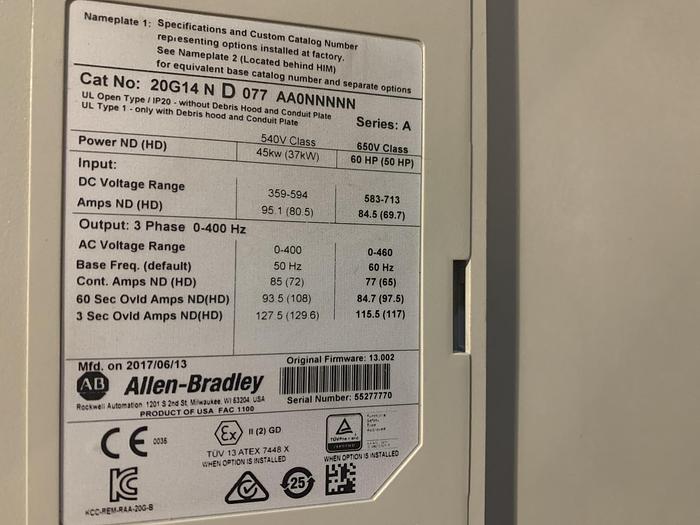 Nameplate 1: Specifications and Custom Catalog Number
representing options installed at factory.
See Nameplate 2 (Located behind HIM)
for equivalent base catalog number and separate options
Cat No: 20G14 N D 077 AA0NNNNN
UL Open Type / IP20 - without Debris Hood and Conduit Plate
UL Type 1 - only with Debris Hood and Conduit Plate
Series: A
540V Class 650V Class
Power ND (HD) 45kw (37kW) 60 HP (50 HP)
Input:
DC Voltage Range 359-594 583-713
Amps ND (HD) 95.1 (80.5) 84.5 (69.7)
Output: 3 Phase 0-400 Hz
AC Voltage Range 0-400 0-460
Base Freq. (default) 50 Hz 60 Hz
Cont. Amps ND (HD) 85 (72) 77 (65)
60 Sec Ovld Amps ND(HD) 93.5 (108) 84.7 (97.5)
3 Sec Ovld Amps ND(HD) 127.5 (129.6) 115.5 (117)
Mfd. on 2017/06/13 Original Firmware: 13.002
AB Allen-Bradley
Serial Number: 55277770
Rockwell Automation 1201 S 2nd St, Milwaukee, WI 53204, USA
PRODUCT OF USA FAC 1100
CE 0035
Ex II (2) GD
TÜV 13 ATEX 7448 X
WHEN OPTION IS INSTALLED
WHEN OPTION IS INSTALLED
25
KCC-REM-RAA-20G-B